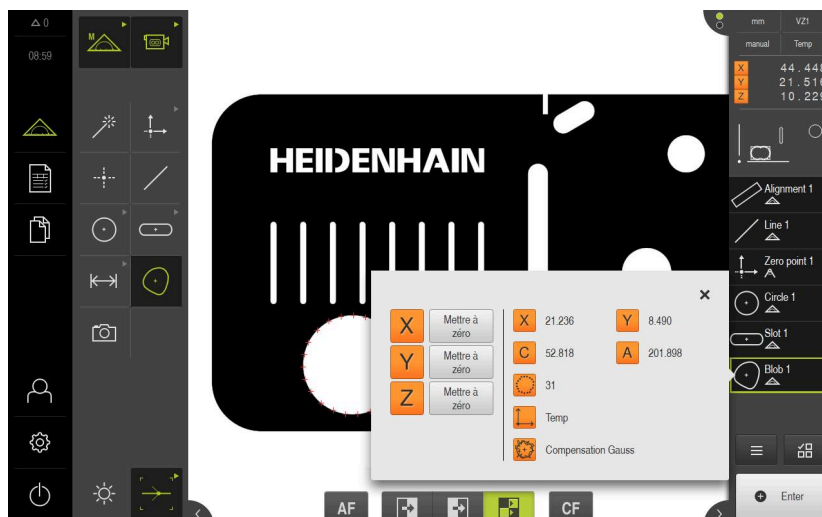 0
08:59
M
HEIDENHAIN
mm VZ1
manual Temp
X 44.448
Y 21.516
Z 10.229
Alignment 1
Line 1
Zero point 1
Circle 1
Slot 1
Blob 1
X Mettre à
zéro
Y Mettre à
zéro
Z Mettre à
zéro
X 21.236 Y 8.490
C 52.818 A 201.898
31
Temp
Compensation Gauss
AF CF
Enter